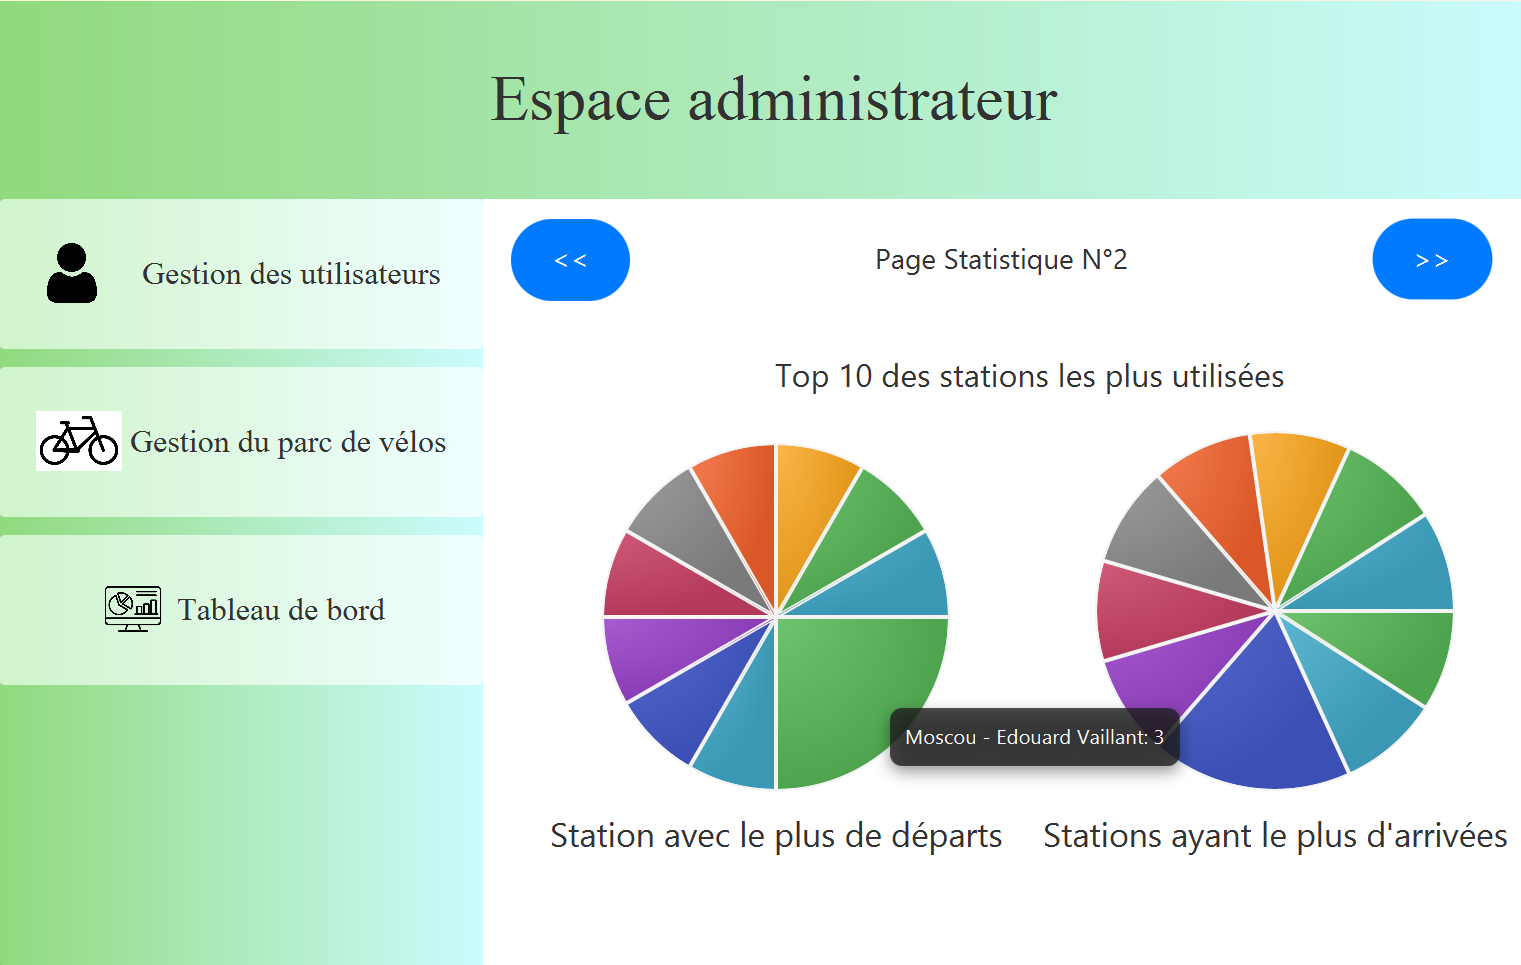 Espace administrateur
Gestion des utilisateurs
Gestion du parc de vélos
Tableau de bord
<<
Page Statistique N°2
>>
Top 10 des stations les plus utilisées
Moscou - Edouard Vaillant: 3
Station avec le plus de départs
Stations ayant le plus d'arrivées